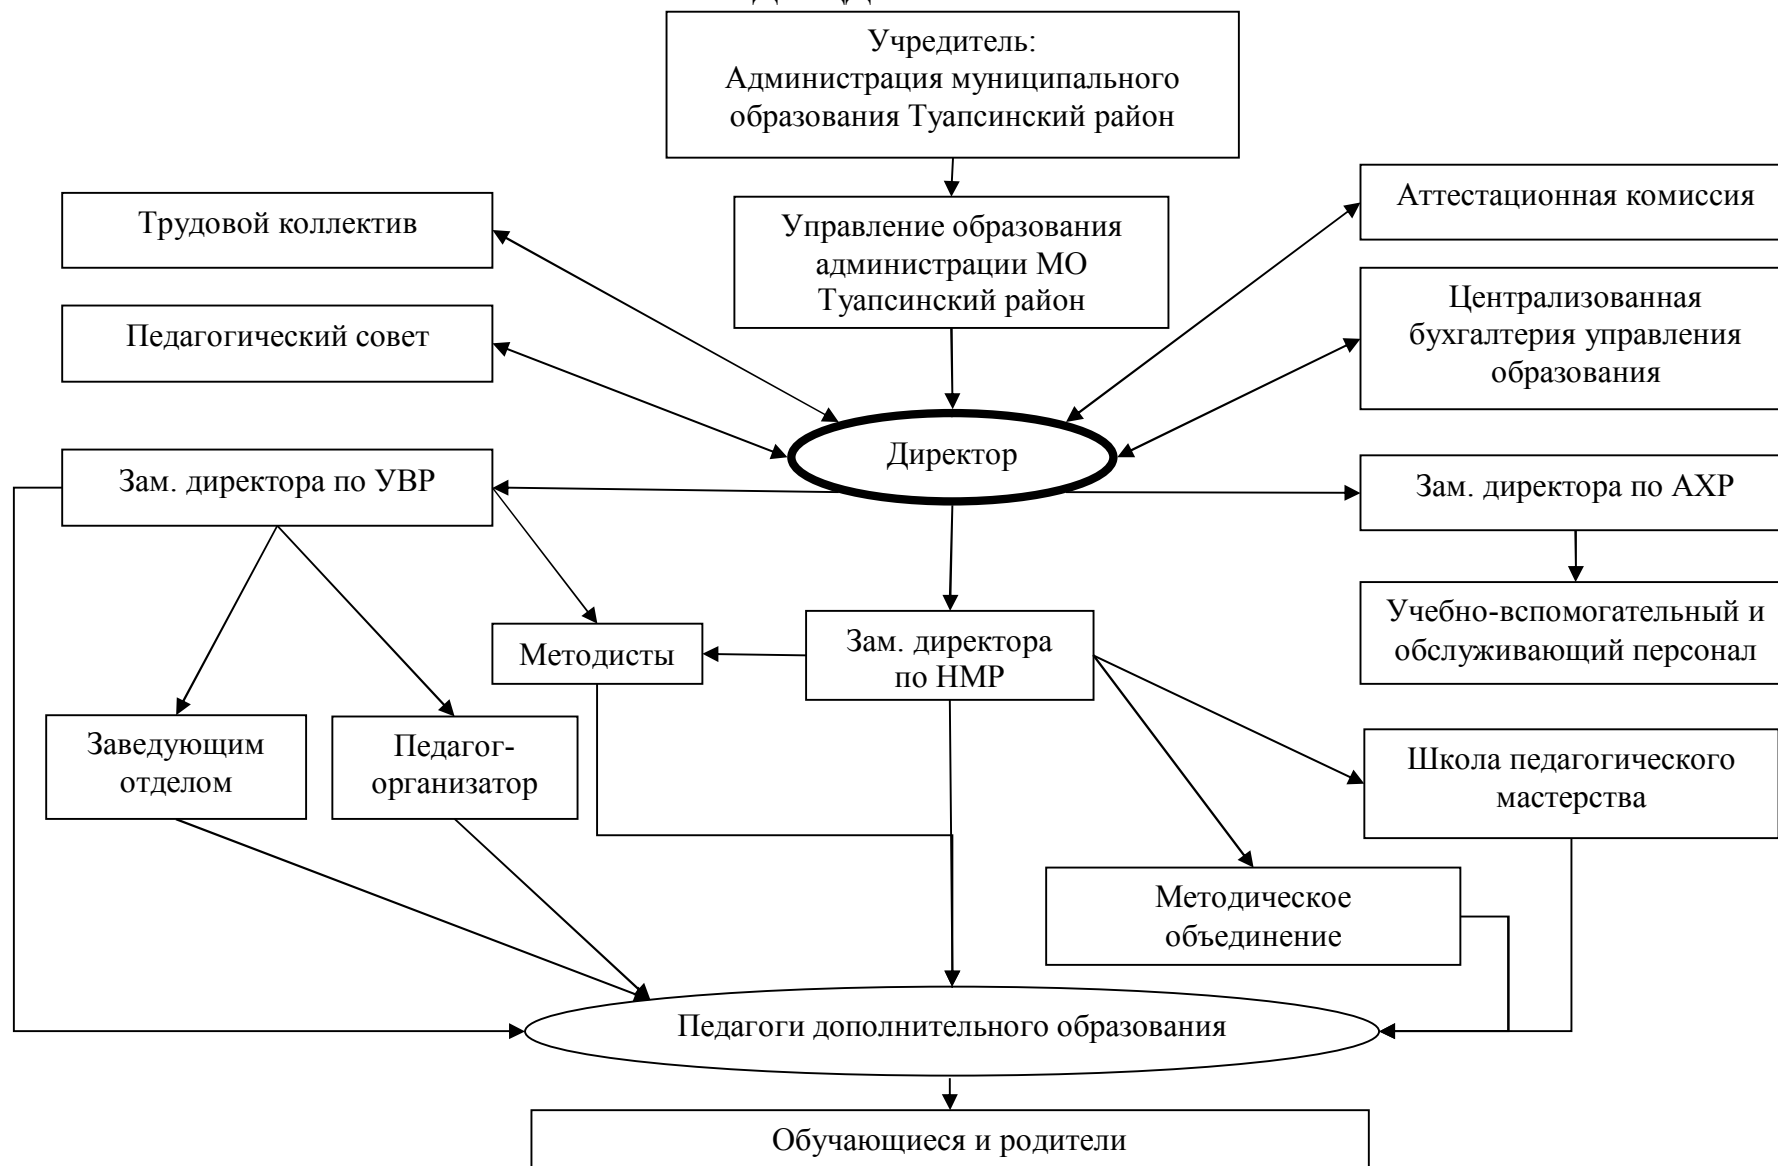 Учредитель:
Администрация муниципального
образования Туапсинский район
Трудовой коллектив
Управление образования
администрации МО
Туапсинский район
Аттестационная комиссия
Педагогический совет
Централизованная
бухгалтерия управления
образования
Директор
Зам. директора по УВР
Зам. директора по АХР
Методисты
Зам. директора
по НМР
Учебно-вспомогательный и
обслуживающий персонал
Заведующим
отделом
Педагог-
организатор
Школа педагогического
мастерства
Методическое
объединение
Педагоги дополнительного образования
Обучающиеся и родители